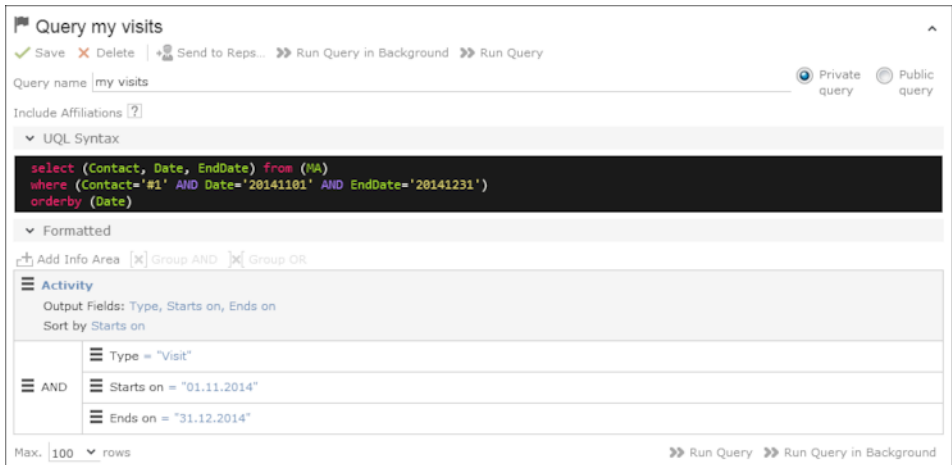 Query my visits
Save Delete Send to Reps... Run Query in Background Run Query
Query name my visits Private query Public query
Include Affiliations ?
UQL Syntax
select (Contact, Date, EndDate) from (MA)
where (Contact='#1' AND Date='20141101' AND EndDate='20141231')
orderby (Date)
Formatted
Add Info Area Group AND Group OR
Activity
Output Fields: Type, Starts on, Ends on
Sort by Starts on
Type = "Visit"
AND Starts on = "01.11.2014"
Ends on = "31.12.2014"
Max. 100 rows Run Query Run Query in Background